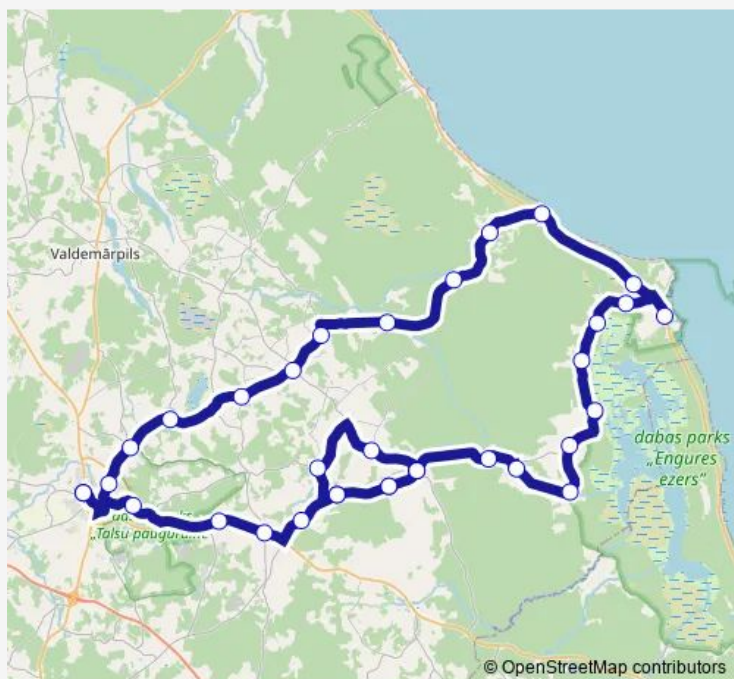 Valdemārpils
dabas parks
„Engures
ezers"
„Talsu pauguraine"
© OpenStreetMap contributors